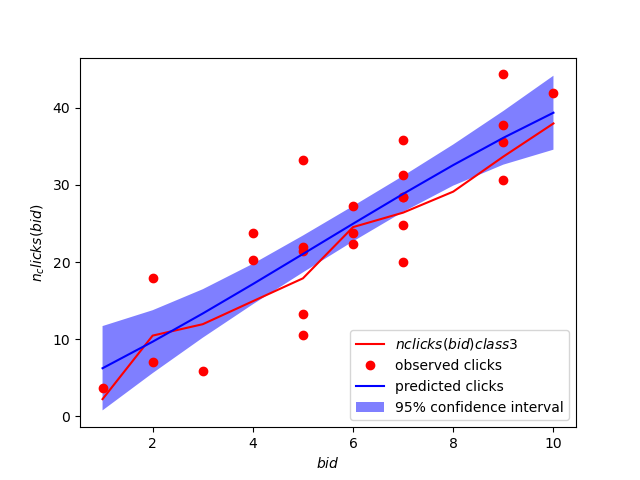 40
30
20
10
0
n_clicks(bid)
nclicks(bid)class3
observed clicks
predicted clicks
95% confidence interval
2 4 6 8 10
bid